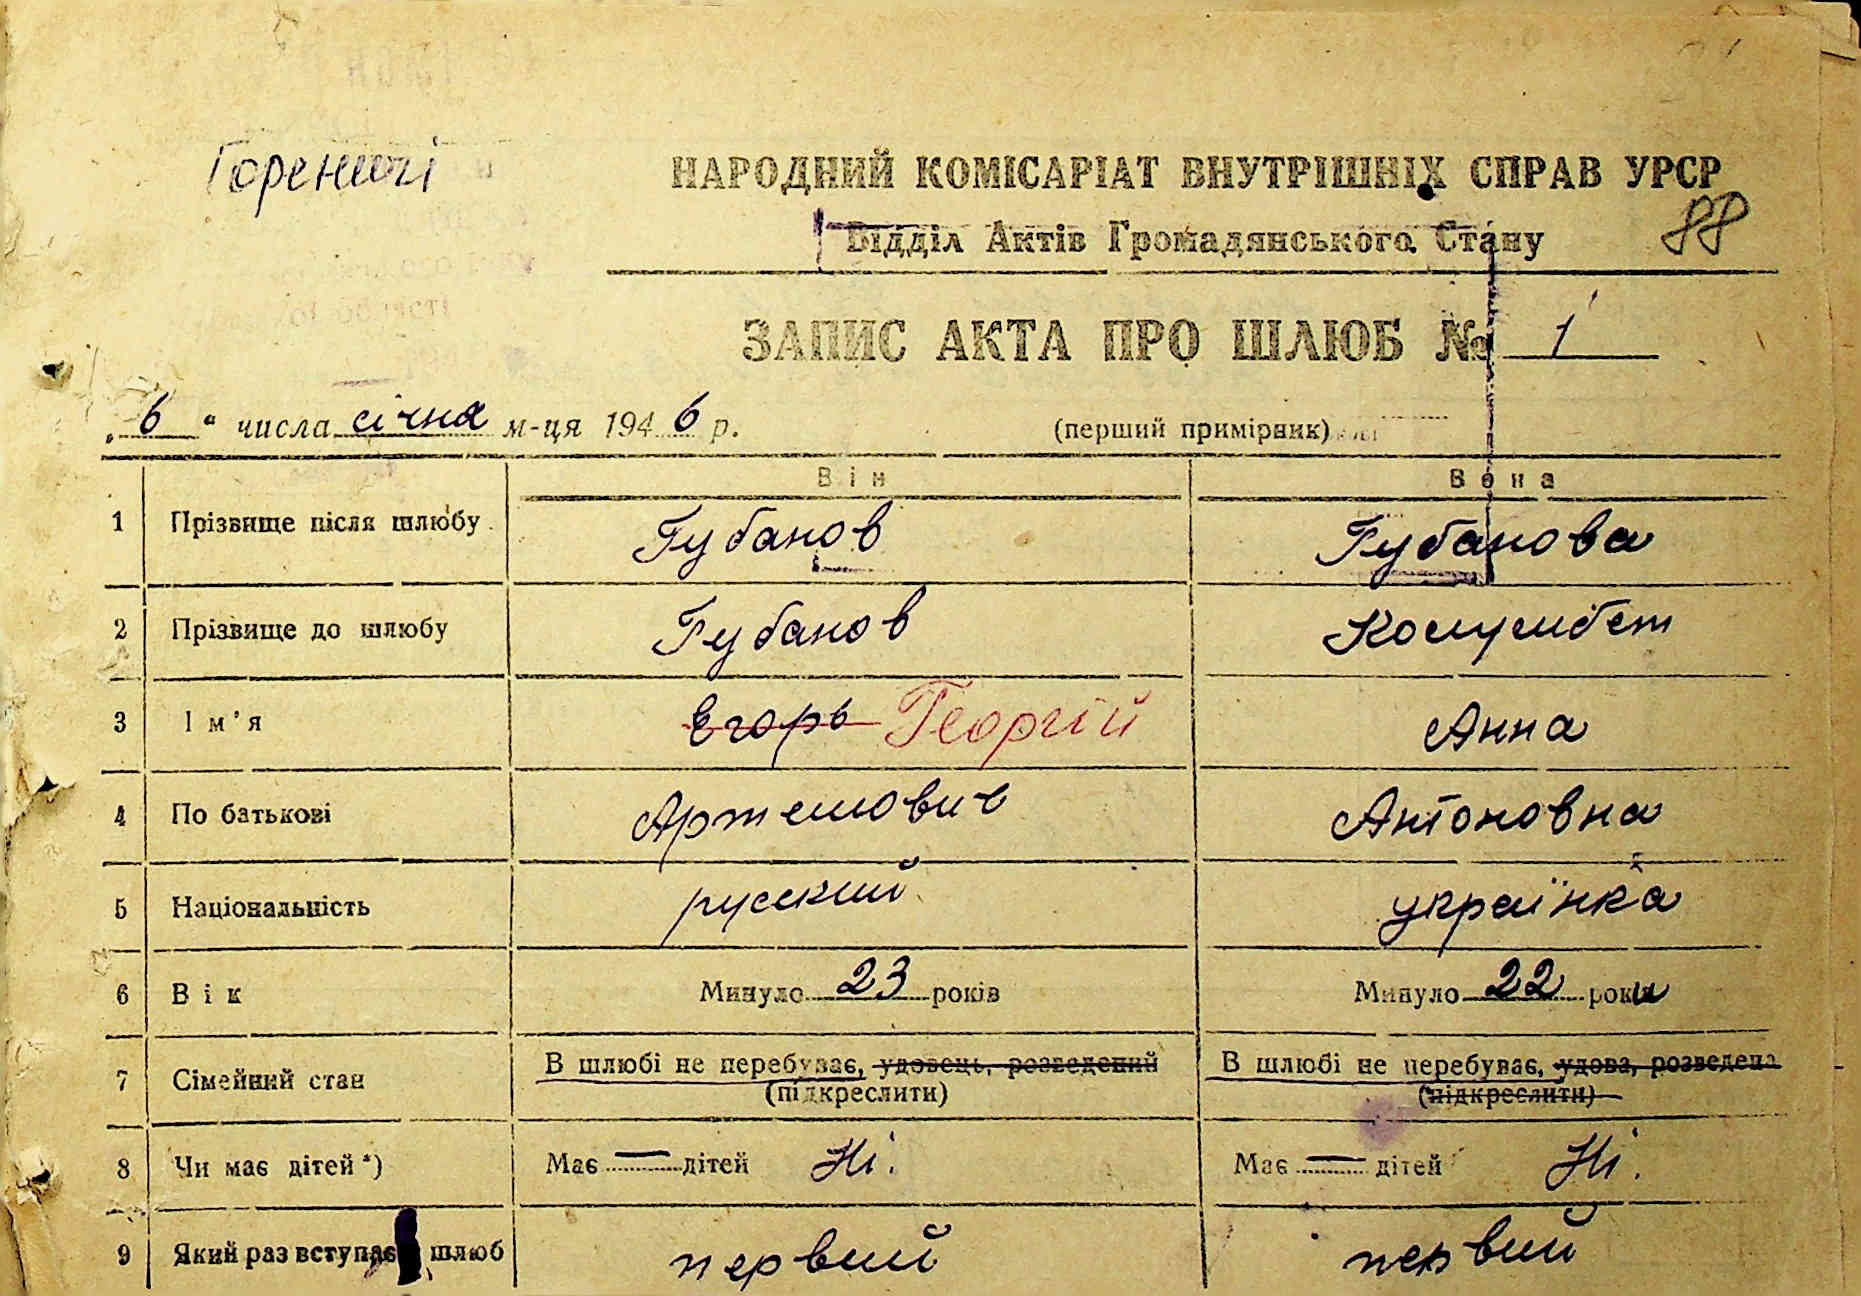 Гореничі
НАРОДНИЙ КОМІСАРІАТ ВНУТРІШНІХ СПРАВ УРСР
88
Відділ Актів Громадянського Стану
ЗАПИС АКТА ПРО ШЛЮБ № 1
„6“ числа січня м-ця 1946 р. (перший примірник)
Він Вона
1 Прізвище після шлюбу Губанов Губанова
2 Прізвище до шлюбу Губанов
3 Ім'я Егорь Георгій Анна
4 По батькові Артемович Антоновна
5 Національність русский українка
6 Вік Минуло 23 років Минуло 22 роки
7 Сімейний стан В шлюбі не перебуває, удовець, розведений В шлюбі не перебуває, удова, розведена
(підкреслити) (підкреслити)
8 Чи має дітей*) Має — дітей Ні. Має — дітей Ні.
9 Який раз вступає шлюб первий первий